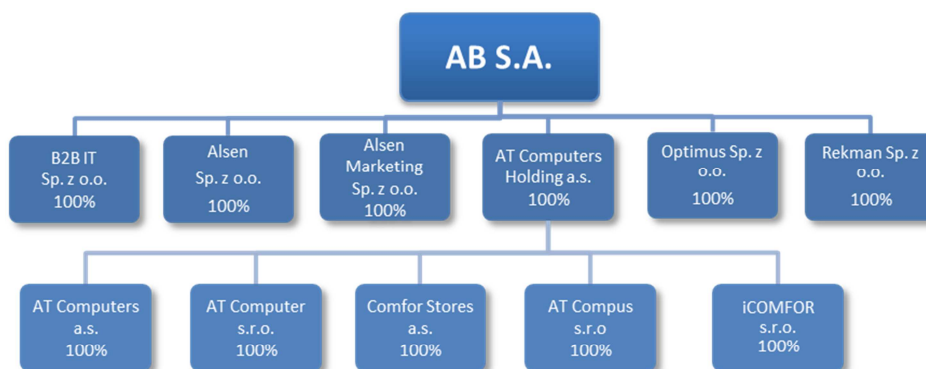 AB S.A.
B2B IT
Sp. z o.o.
100%
Alsen
Sp. z o.o.
100%
Alsen
Marketing
Sp. z o.o.
100%
AT Computers
Holding a.s.
100%
Optimus Sp. z
o.o.
100%
Rekman Sp. z
o.o.
100%
AT Computers
a.s.
100%
AT Computer
s.r.o.
100%
Comfor Stores
a.s.
100%
AT Compus
s.r.o
100%
iCOMFOR
s.r.o.
100%